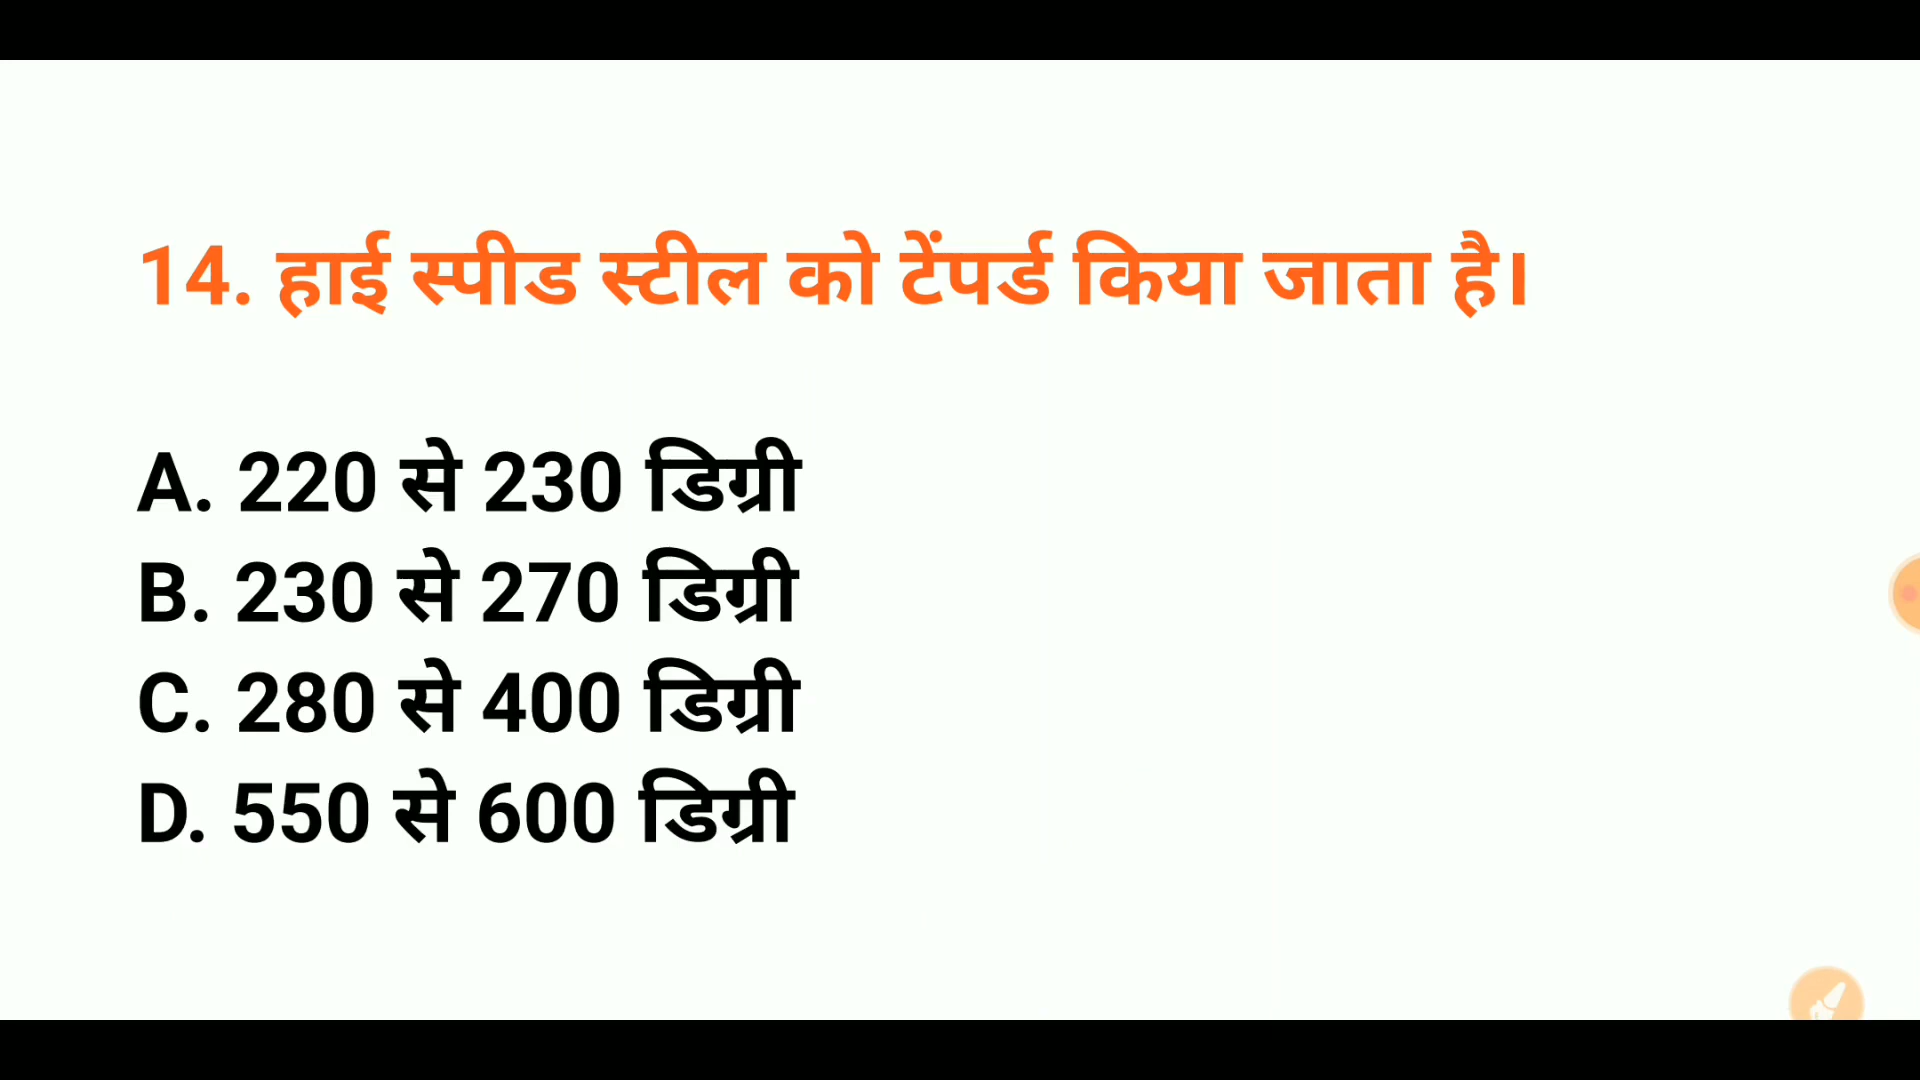 14. हाई स्पीड स्टील को टेंपर्ड किया जाता है।
A. 220 से 230 डिग्री
B. 230 से 270 डिग्री
C. 280 से 400 डिग्री
D. 550 से 600 डिग्री